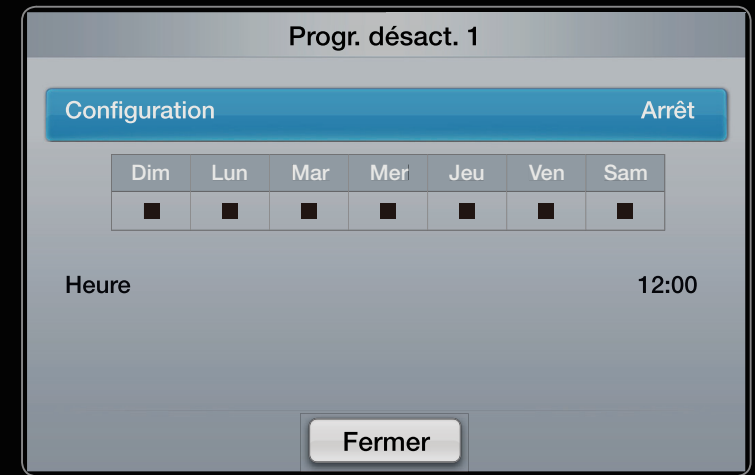 Progr. désact. 1
Configuration Arrêt
Dim Lun Mar Mer Jeu Ven Sam
Heure 12:00
Fermer